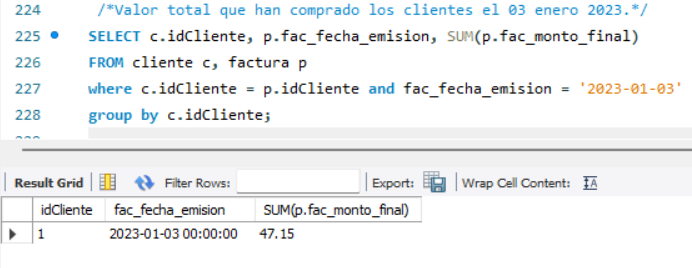 224 /*Valor total que han comprado los clientes el 03 enero 2023.*/
225 SELECT c.idCliente, p.fac_fecha_emision, SUM(p.fac_monto_final)
226 FROM cliente c, factura p
227 where c.idCliente = p.idCliente and fac_fecha_emision = '2023-01-03'
228 group by c.idCliente;
Result Grid Filter Rows: Export: Wrap Cell Content:
idCliente fac_fecha_emision SUM(p.fac_monto_final)
1 2023-01-03 00:00:00 47.15